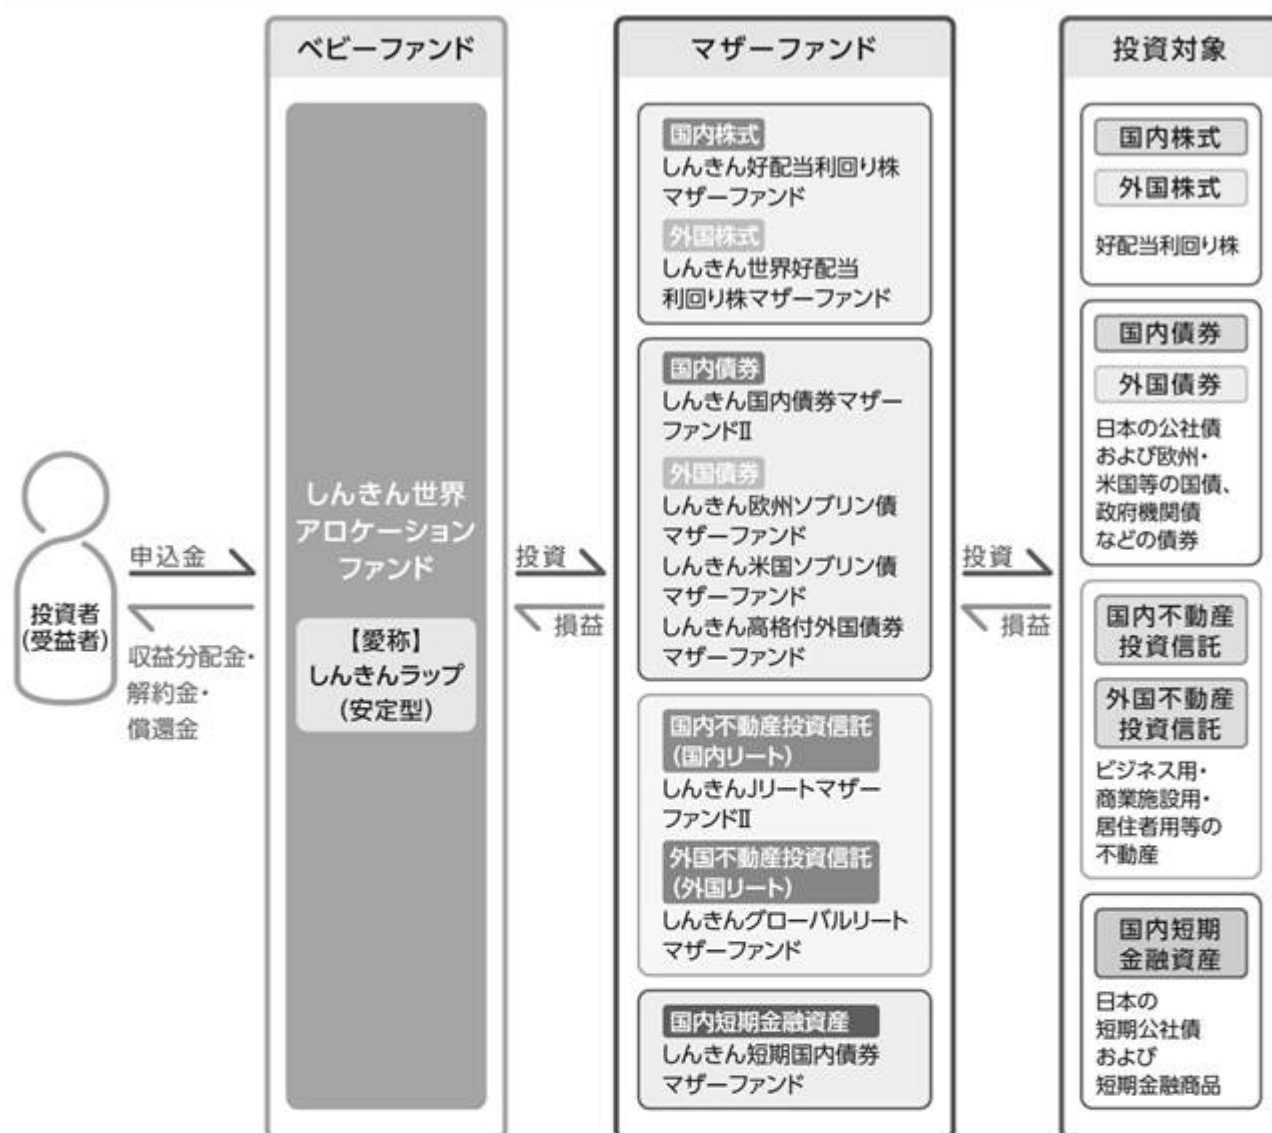 投資者
(受益者)
申込金
収益分配金・
解約金・
償還金
ベビーファンド
しんきん世界
アロケーション
ファンド
【愛称】
しんきんラップ
(安定型)
投資
損益
マザーファンド
国内株式
しんきん好配当利回り株
マザーファンド
外国株式
しんきん世界好配当
利回り株マザーファンド
国内債券
しんきん国内債券マザー
ファンドⅡ
外国債券
しんきん欧州ソブリン債
マザーファンド
しんきん米国ソブリン債
マザーファンド
しんきん高格付外国債券
マザーファンド
国内不動産投資信託
(国内リート)
しんきんJリートマザー
ファンドⅡ
外国不動産投資信託
(外国リート)
しんきんグローバルリート
マザーファンド
国内短期金融資産
しんきん短期国内債券
マザーファンド
投資
損益
投資対象
国内株式
外国株式
好配当利回り株
国内債券
外国債券
日本の公社債
および欧州・
米国等の国債、
政府機関債
などの債券
国内不動産
投資信託
外国不動産
投資信託
ビジネス用・
商業施設用・
居住者用等の
不動産
国内短期
金融資産
日本の
短期公社債
および
短期金融商品